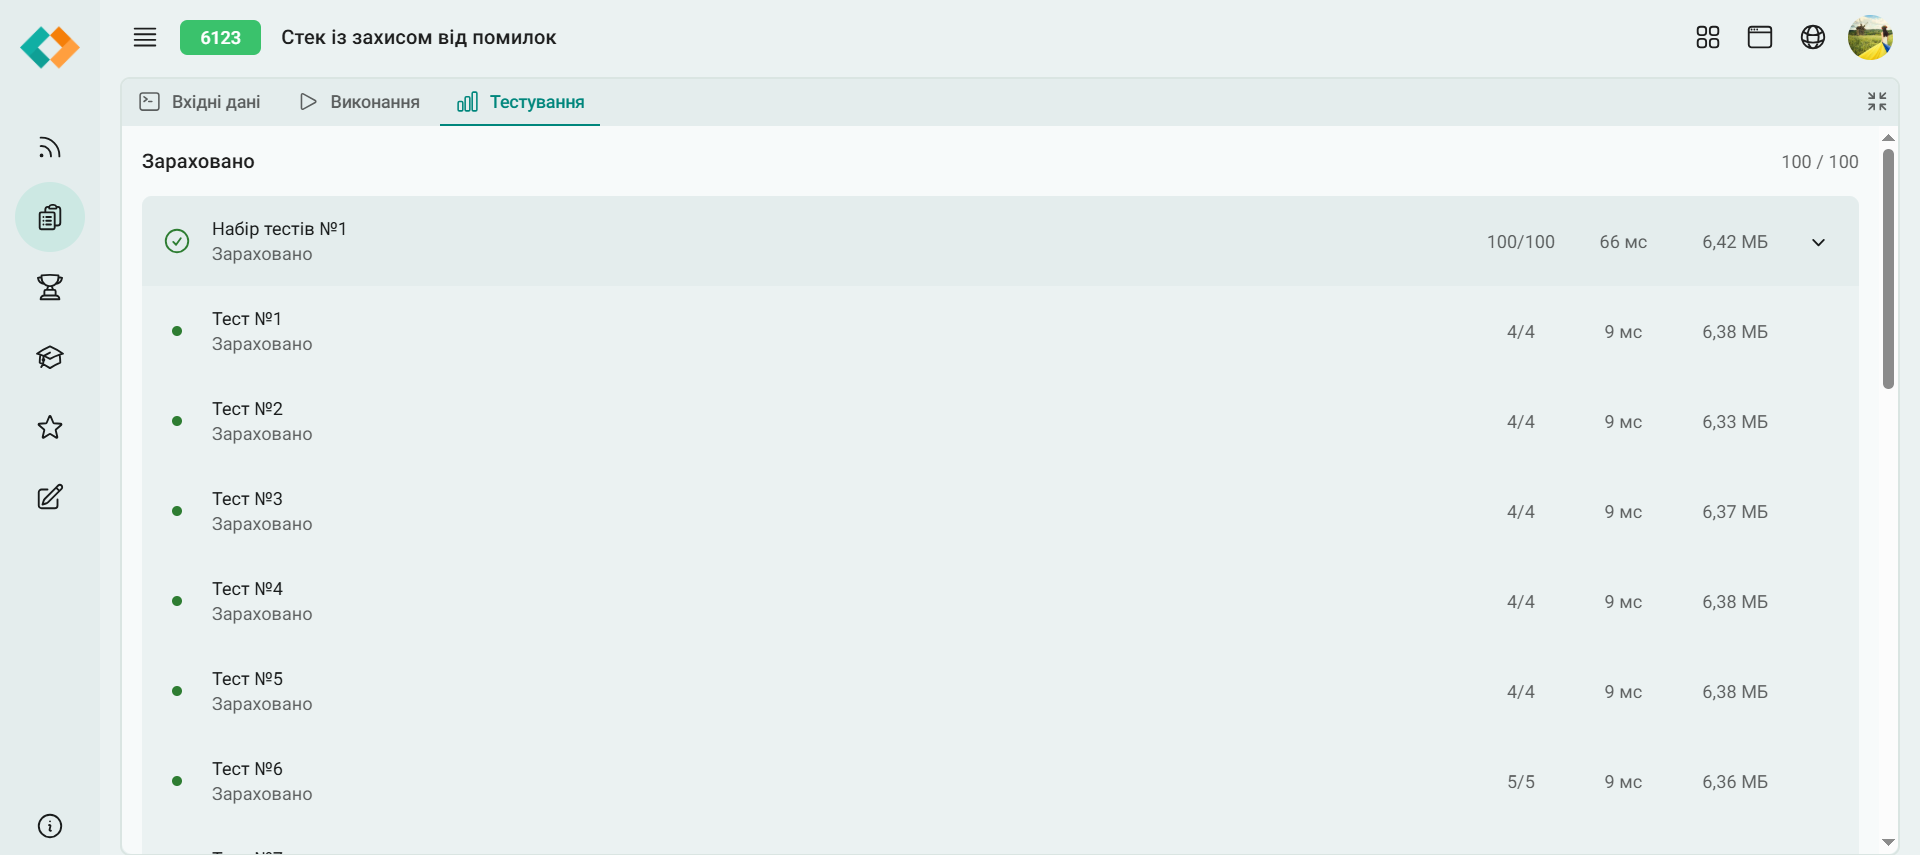 6123 Стек із захисом від помилок
Вхідні дані Виконання Тестування
Зараховано 100 / 100
Набір тестів №1
Зараховано
100/100 66 мс 6,42 МБ
Тест №1
Зараховано
4/4 9 мс 6,38 МБ
Тест №2
Зараховано
4/4 9 мс 6,33 МБ
Тест №3
Зараховано
4/4 9 мс 6,37 МБ
Тест №4
Зараховано
4/4 9 мс 6,38 МБ
Тест №5
Зараховано
4/4 9 мс 6,38 МБ
Тест №6
Зараховано
5/5 9 мс 6,36 МБ